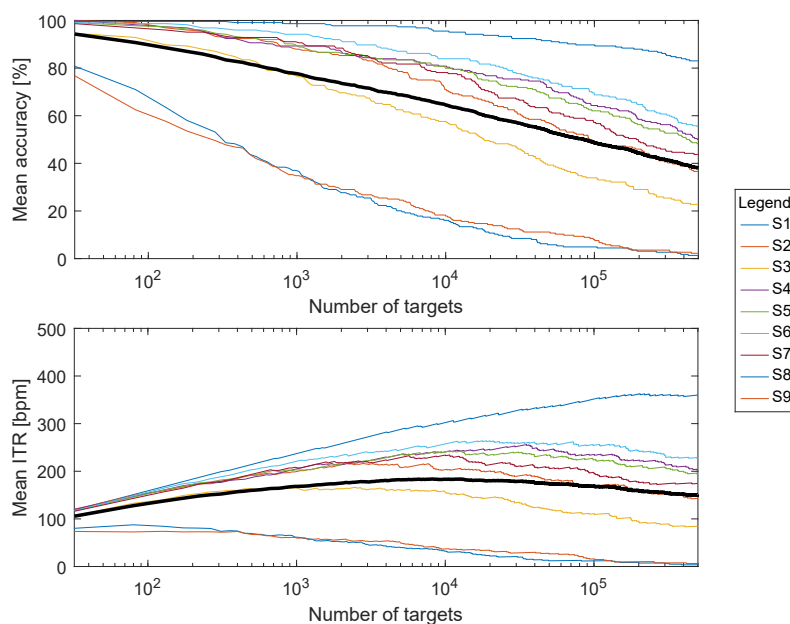 100
80
60
40
20
0
Mean accuracy [%]
10^2
10^3
10^4
10^5
Number of targets
Legend
S1
S2
S3
S4
S5
S6
S7
S8
S9
500
400
300
200
100
0
Mean ITR [bpm]
10^2
10^3
10^4
10^5
Number of targets